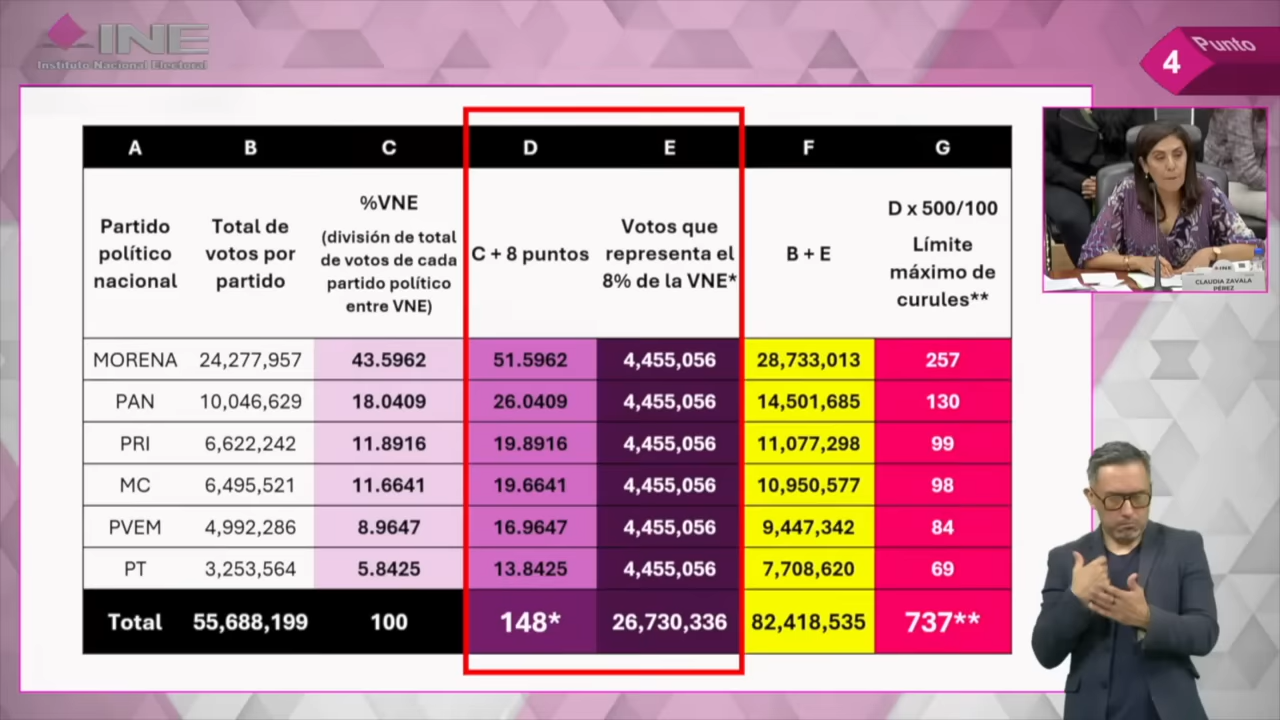 INE
Instituto Nacional Electoral
Punto
4
A B C D E F G
Partido político nacional
Total de votos por partido
%VNE
(división de total de votos de cada partido político entre VNE)
C + 8 puntos
Votos que representa el 8% de la VNE*
B + E
D x 500/100
Límite máximo de curules**
MORENA 24,277,957 43.5962 51.5962 4,455,056 28,733,013 257
PAN 10,046,629 18.0409 26.0409 4,455,056 14,501,685 130
PRI 6,622,242 11.8916 19.8916 4,455,056 11,077,298 99
MC 6,495,521 11.6641 19.6641 4,455,056 10,950,577 98
PVEM 4,992,286 8.9647 16.9647 4,455,056 9,447,342 84
PT 3,253,564 5.8425 13.8425 4,455,056 7,708,620 69
Total 55,688,199 100 148* 26,730,336 82,418,535 737**
INE
CLAUDIA ZAVALA
PÉREZ